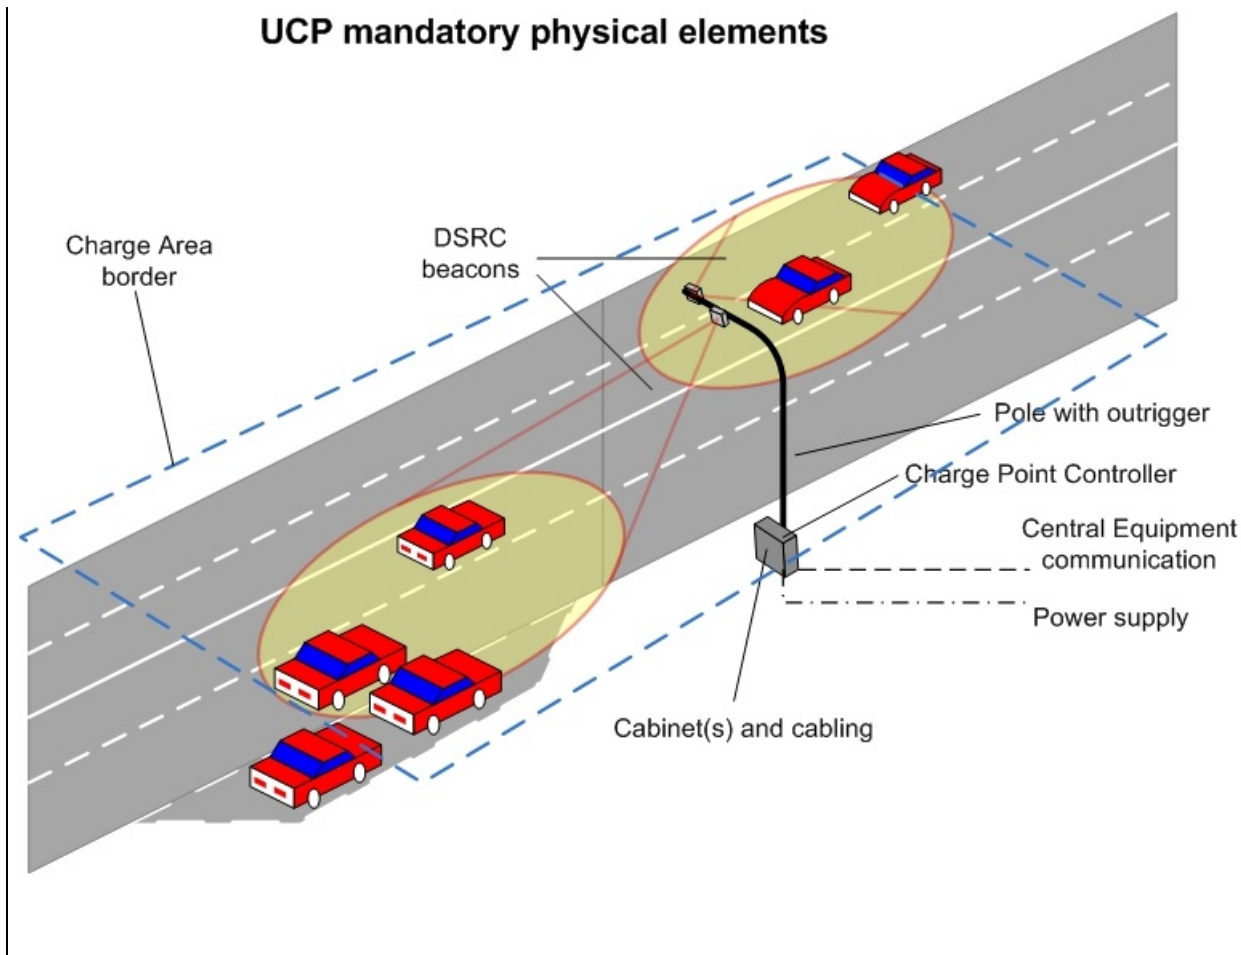 UCP mandatory physical elements
Charge Area
border
DSRC
beacons
Pole with outrigger
Charge Point Controller
Central Equipment
communication
Power supply
Cabinet(s) and cabling